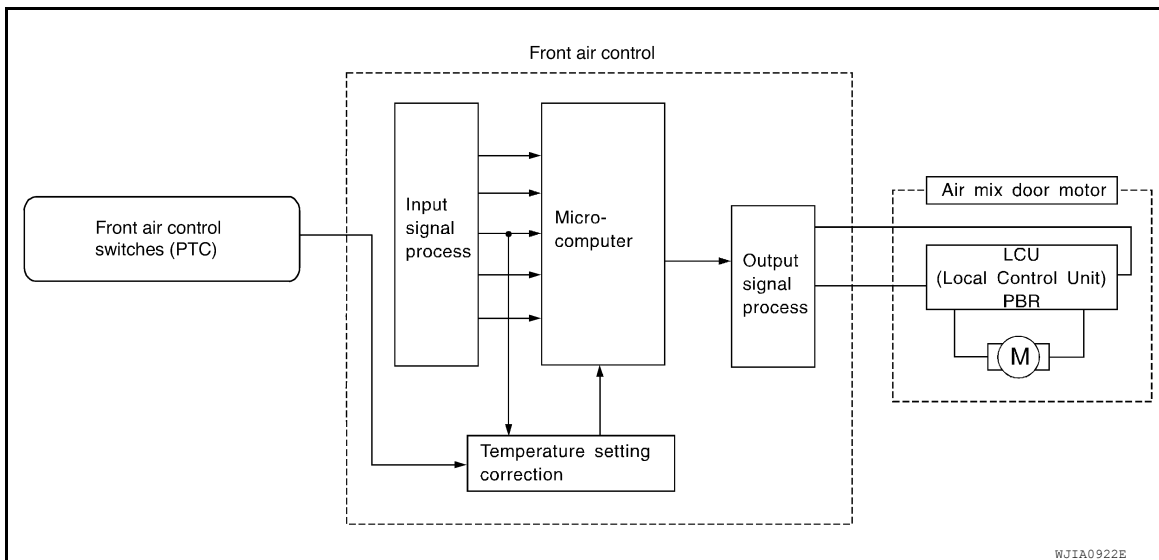 Front air control
Front air control
switches (PTC)
Input
signal
process
Micro-
computer
Output
signal
process
Temperature setting
correction
Air mix door motor
LCU
(Local Control Unit)
PBR
M
WJIA0922E